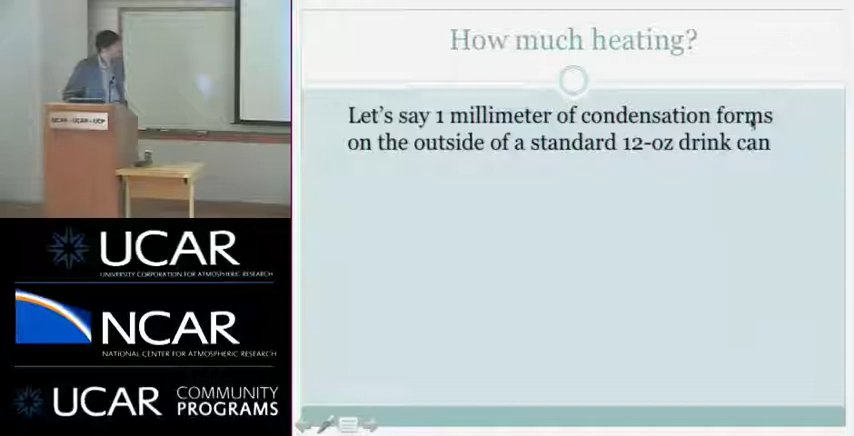 How much heating?
Let's say 1 millimeter of condensation forms
on the outside of a standard 12-oz drink can
UCAR
UNIVERSITY CORPORATION FOR ATMOSPHERIC RESEARCH
NCAR
NATIONAL CENTER FOR ATMOSPHERIC RESEARCH
UCAR COMMUNITY
PROGRAMS